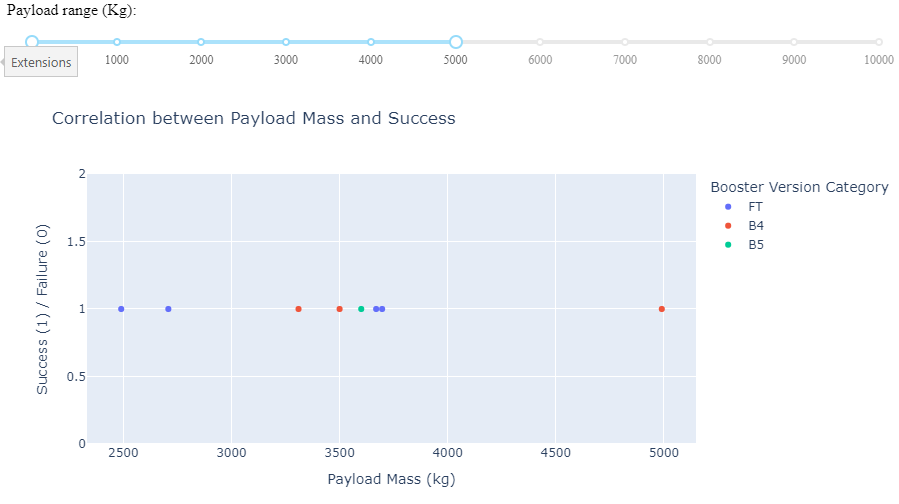 Payload range (Kg):
Extensions
1000 2000 3000 4000 5000 6000 7000 8000 9000 10000
Correlation between Payload Mass and Success
Booster Version Category
FT
B4
B5
2
1.5
1
0.5
0
Success (1) / Failure (0)
2500 3000 3500 4000 4500 5000
Payload Mass (kg)